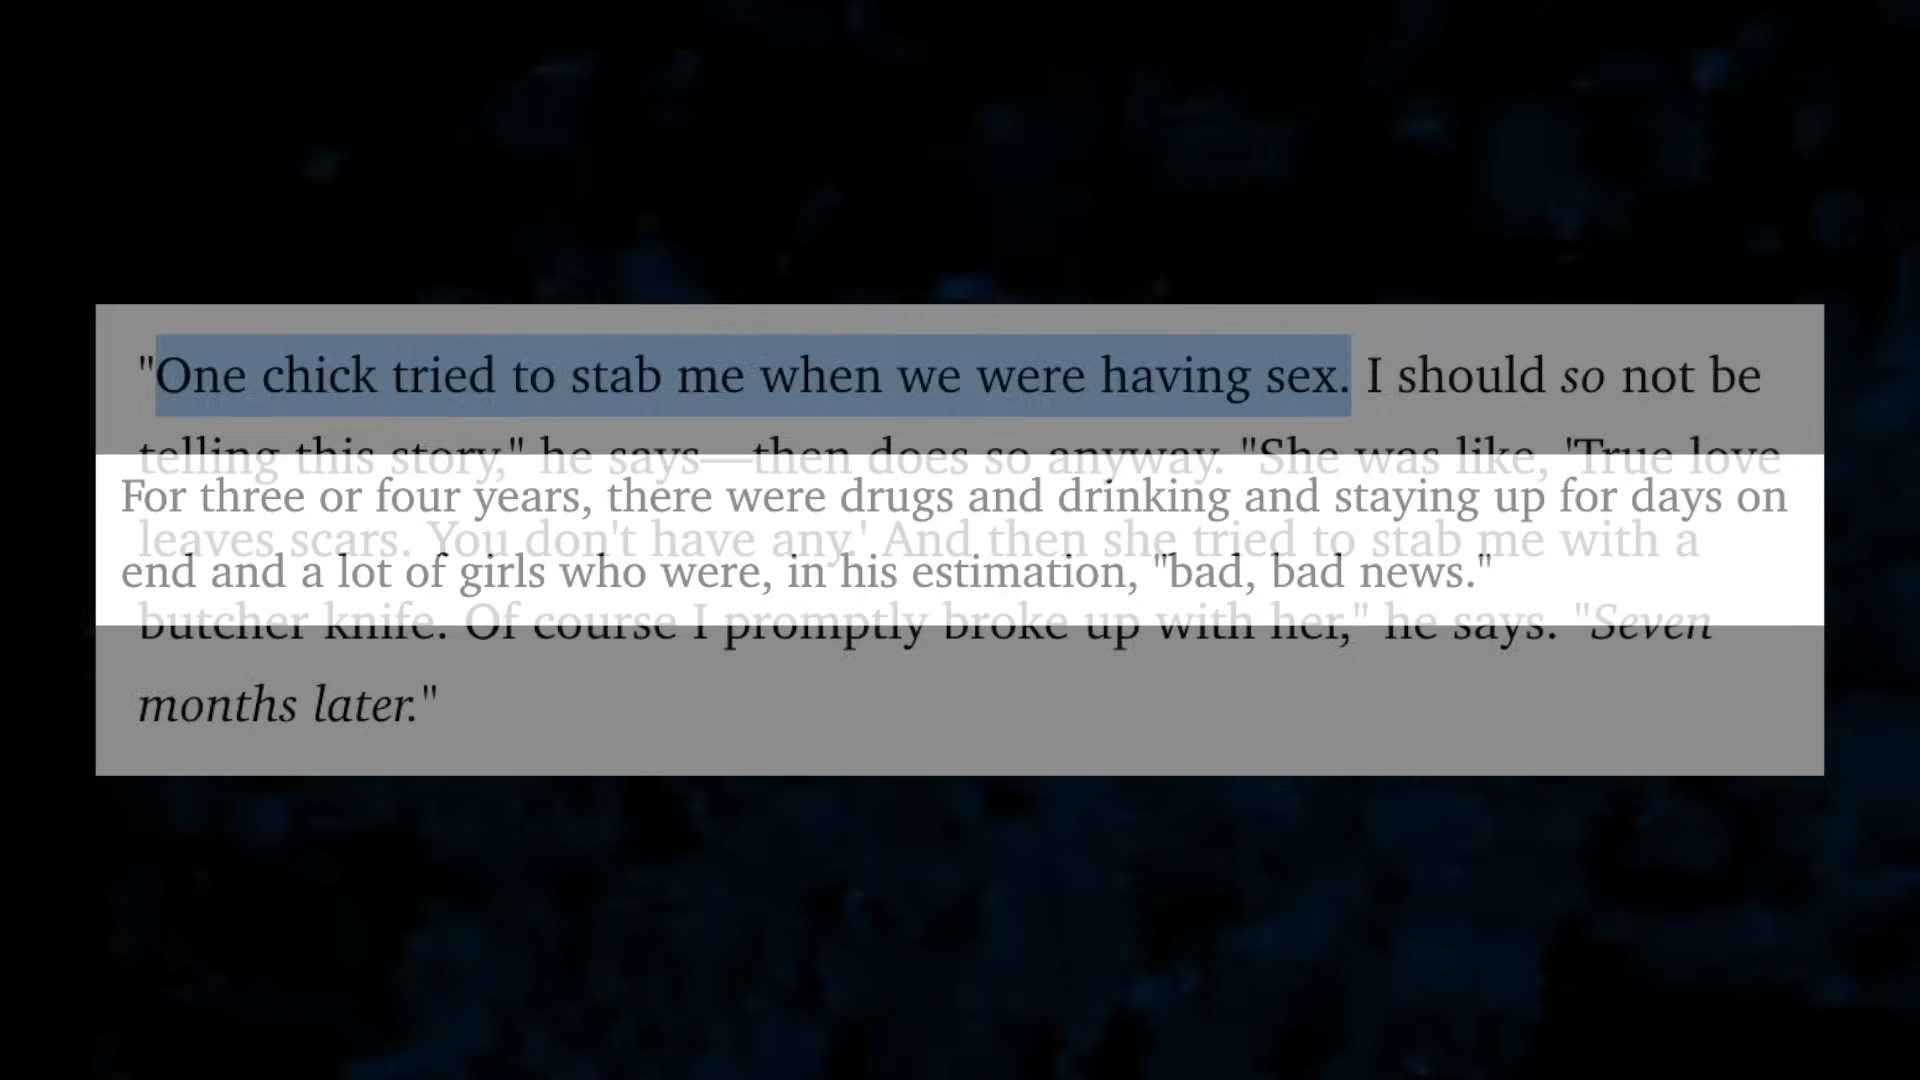 "One chick tried to stab me when we were having sex. I should so not be
telling this story," he says—then does so anyway. "She was like, 'True love
For three or four years, there were drugs and drinking and staying up for days on
leaves scars. You don't have any.' And then she tried to stab me with a
end and a lot of girls who were, in his estimation, "bad, bad news."
butcher knife. Of course I promptly broke up with her," he says. "Seven
months later."